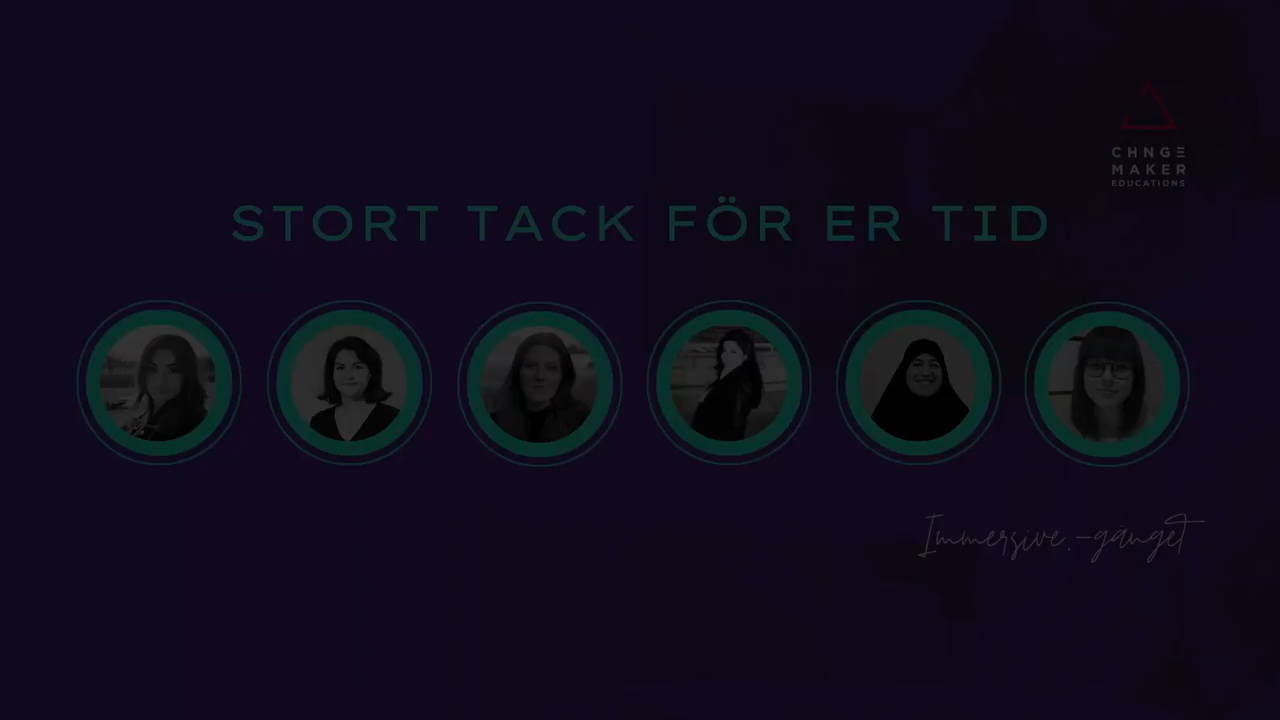 CHNGE
MAKER
EDUCATIONS
STORT TACK FÖR ER TID
Immersive.-gänget